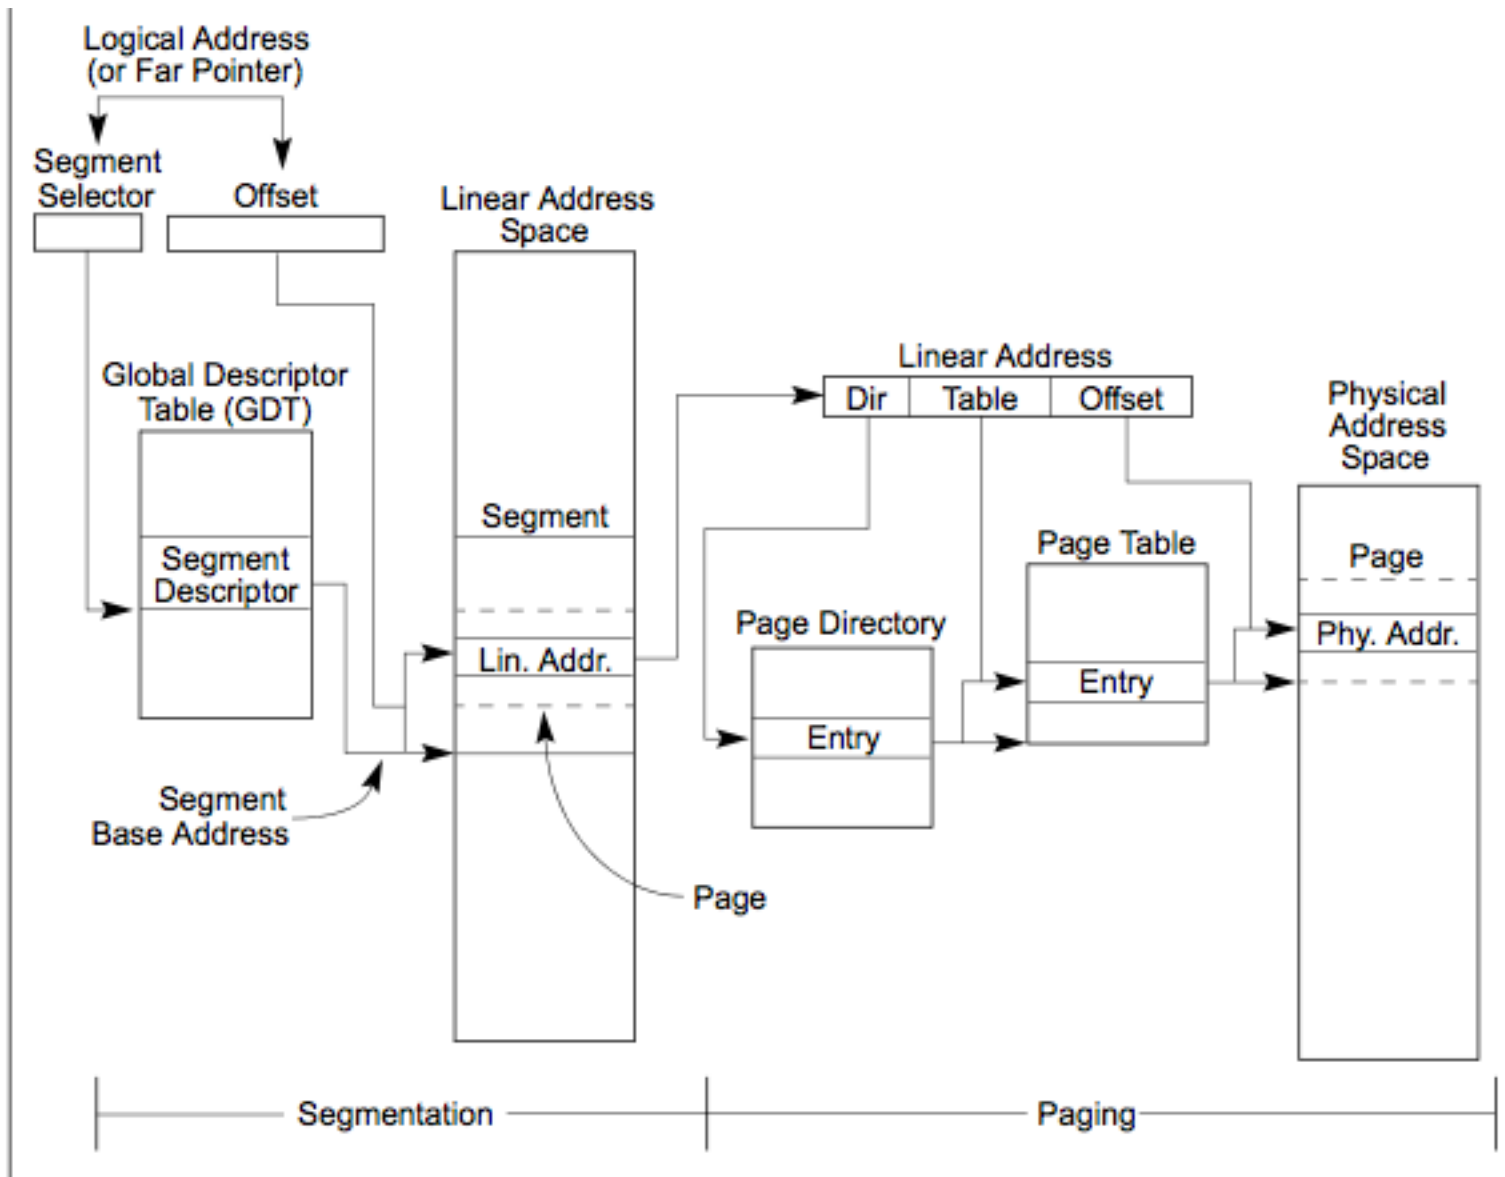 Logical Address
(or Far Pointer)
Segment
Selector
Offset
Linear Address
Space
Global Descriptor
Table (GDT)
Segment
Descriptor
Segment
Lin. Addr.
Segment
Base Address
Page
Linear Address
Dir
Table
Offset
Page Directory
Entry
Page Table
Entry
Physical
Address
Space
Page
Phy. Addr.
Segmentation
Paging